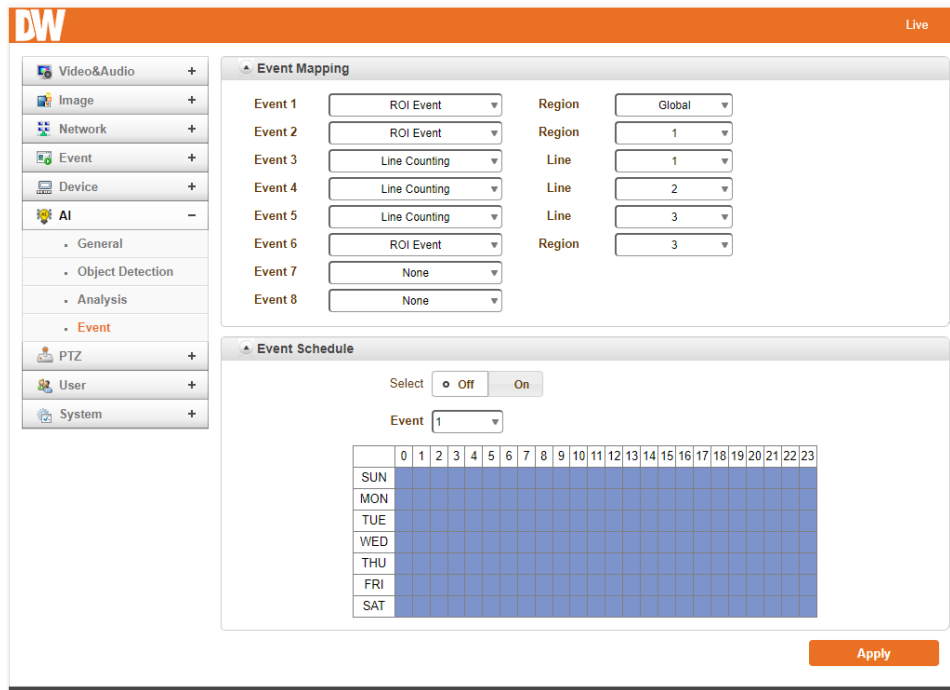 DW
Live
Video&Audio +
Image +
Network +
Event +
Device +
AI −
General
Object Detection
Analysis
Event
PTZ +
User +
System +
Event Mapping
Event 1 ROI Event Region Global
Event 2 ROI Event Region 1
Event 3 Line Counting Line 1
Event 4 Line Counting Line 2
Event 5 Line Counting Line 3
Event 6 ROI Event Region 3
Event 7 None
Event 8 None
Event Schedule
Select Off On
Event 1
0 1 2 3 4 5 6 7 8 9 10 11 12 13 14 15 16 17 18 19 20 21 22 23
SUN
MON
TUE
WED
THU
FRI
SAT
Apply